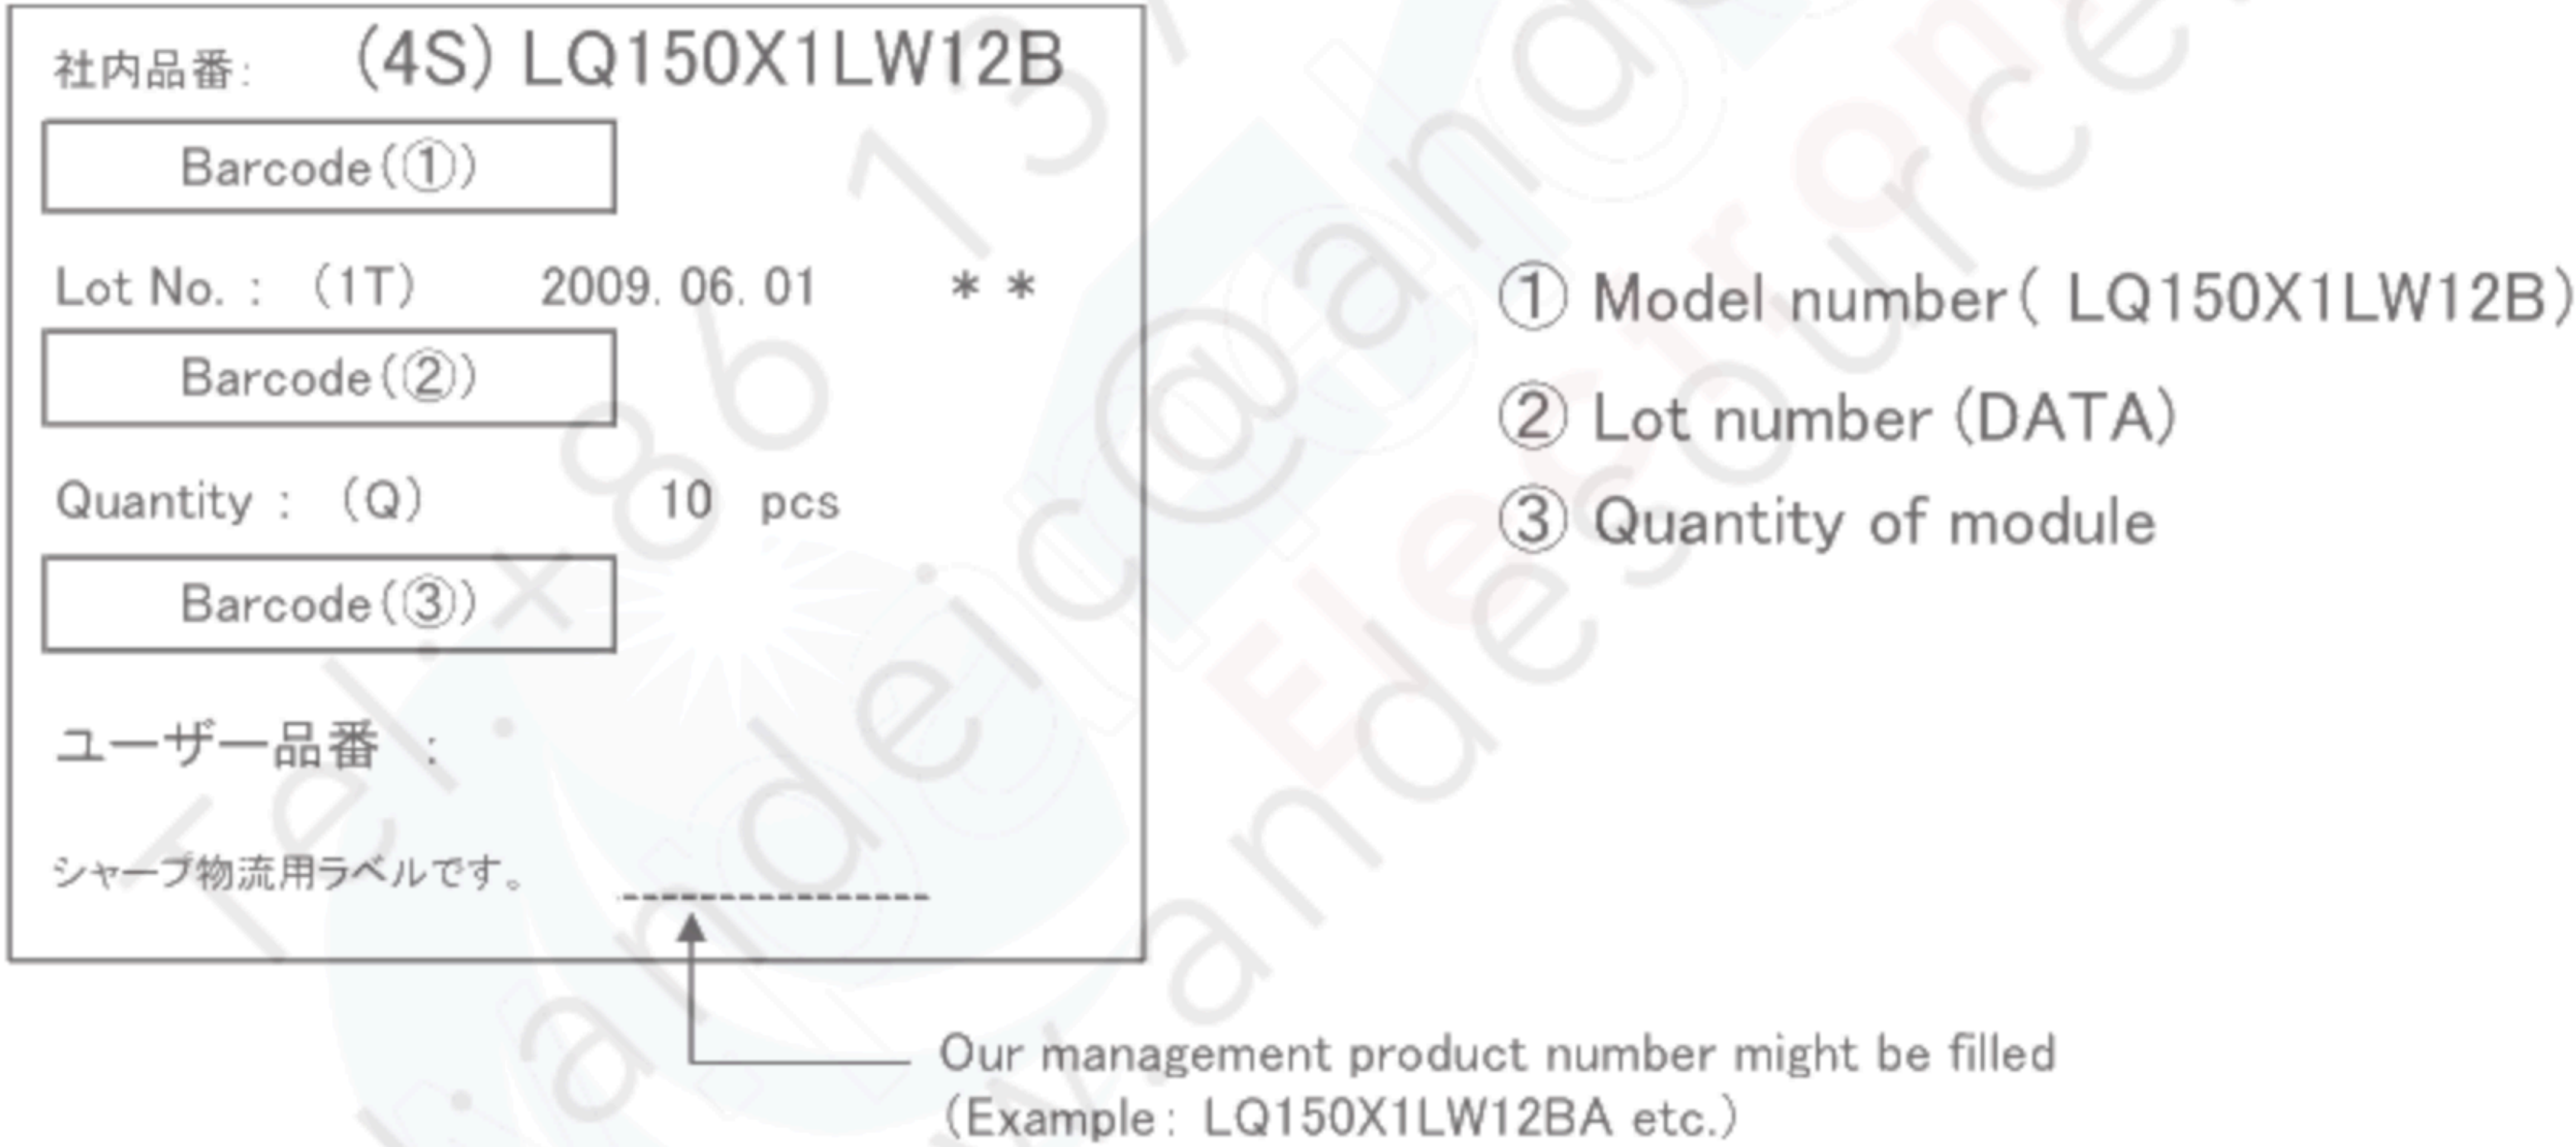 社内品番: (4S) LQ150X1LW12B
Barcode(①)
Lot No. : (1T) 2009. 06. 01 * *
Barcode(②)
Quantity : (Q) 10 pcs
Barcode(③)
ユーザー品番 :
シャープ物流用ラベルです。
① Model number( LQ150X1LW12B)
② Lot number (DATA)
③ Quantity of module
Our management product number might be filled
(Example: LQ150X1LW12BA etc.)